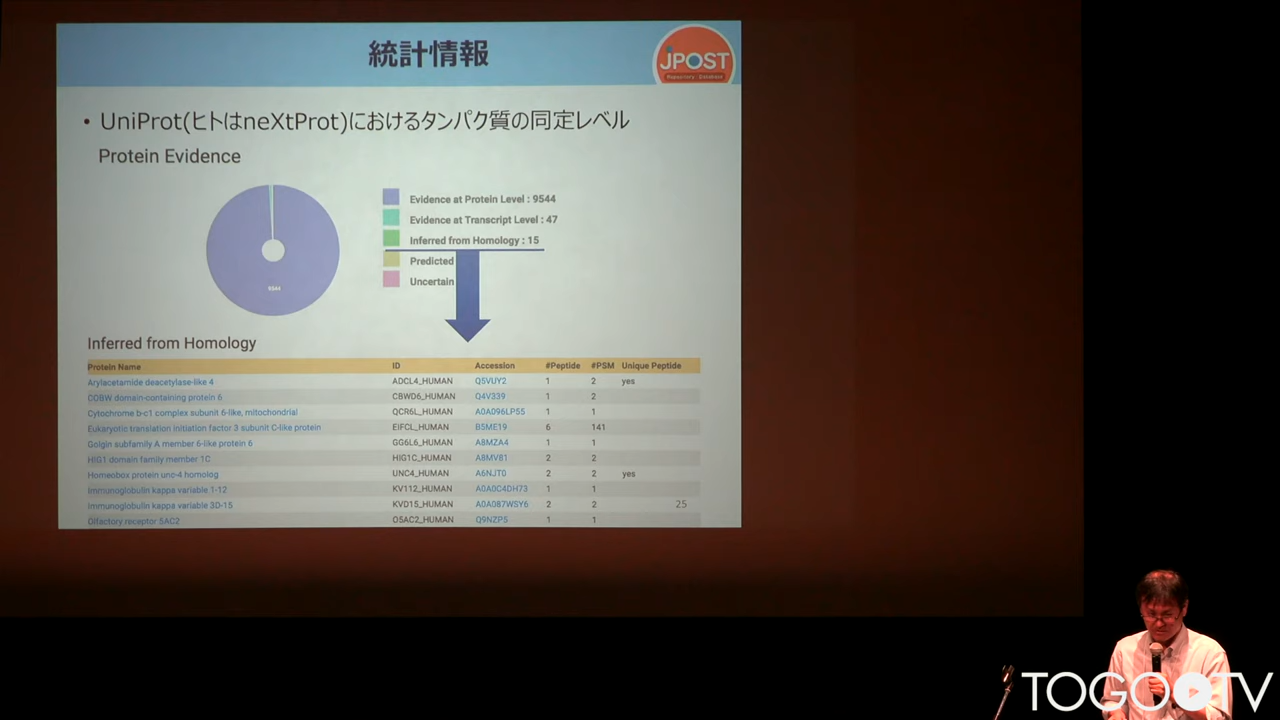 統計情報
jPOST
Repository Database
• UniProt(ヒトはneXtProt)におけるタンパク質の同定レベル
Protein Evidence
Evidence at Protein Level : 9544
Evidence at Transcript Level : 47
Inferred from Homology : 15
Predicted
Uncertain
9544
Inferred from Homology
Protein Name ID Accession #Peptide #PSM Unique Peptide
Arylacetamide deacetylase-like 4 ADCL4_HUMAN Q5VUY2 1 2 yes
COBW domain-containing protein 6 CBWD6_HUMAN Q4V339 1 2
Cytochrome b-c1 complex subunit 6-like, mitochondrial QCR6L_HUMAN A0A096LP55 1 1
Eukaryotic translation initiation factor 3 subunit C-like protein EIFCL_HUMAN B5ME19 6 141
Golgin subfamily A member 6-like protein 6 GG6L6_HUMAN A8MZA4 1 1
HIG1 domain family member 1C HIG1C_HUMAN A8MV81 2 2
Homeobox protein unc-4 homolog UNC4_HUMAN A6NJT0 2 2 yes
Immunoglobulin kappa variable 1-12 KV112_HUMAN A0A0C4DH73 1 1
Immunoglobulin kappa variable 3D-15 KVD15_HUMAN A0A087WSY6 2 2
25
Olfactory receptor 5AC2 O5AC2_HUMAN Q9NZP5 1 1
TOGO TV